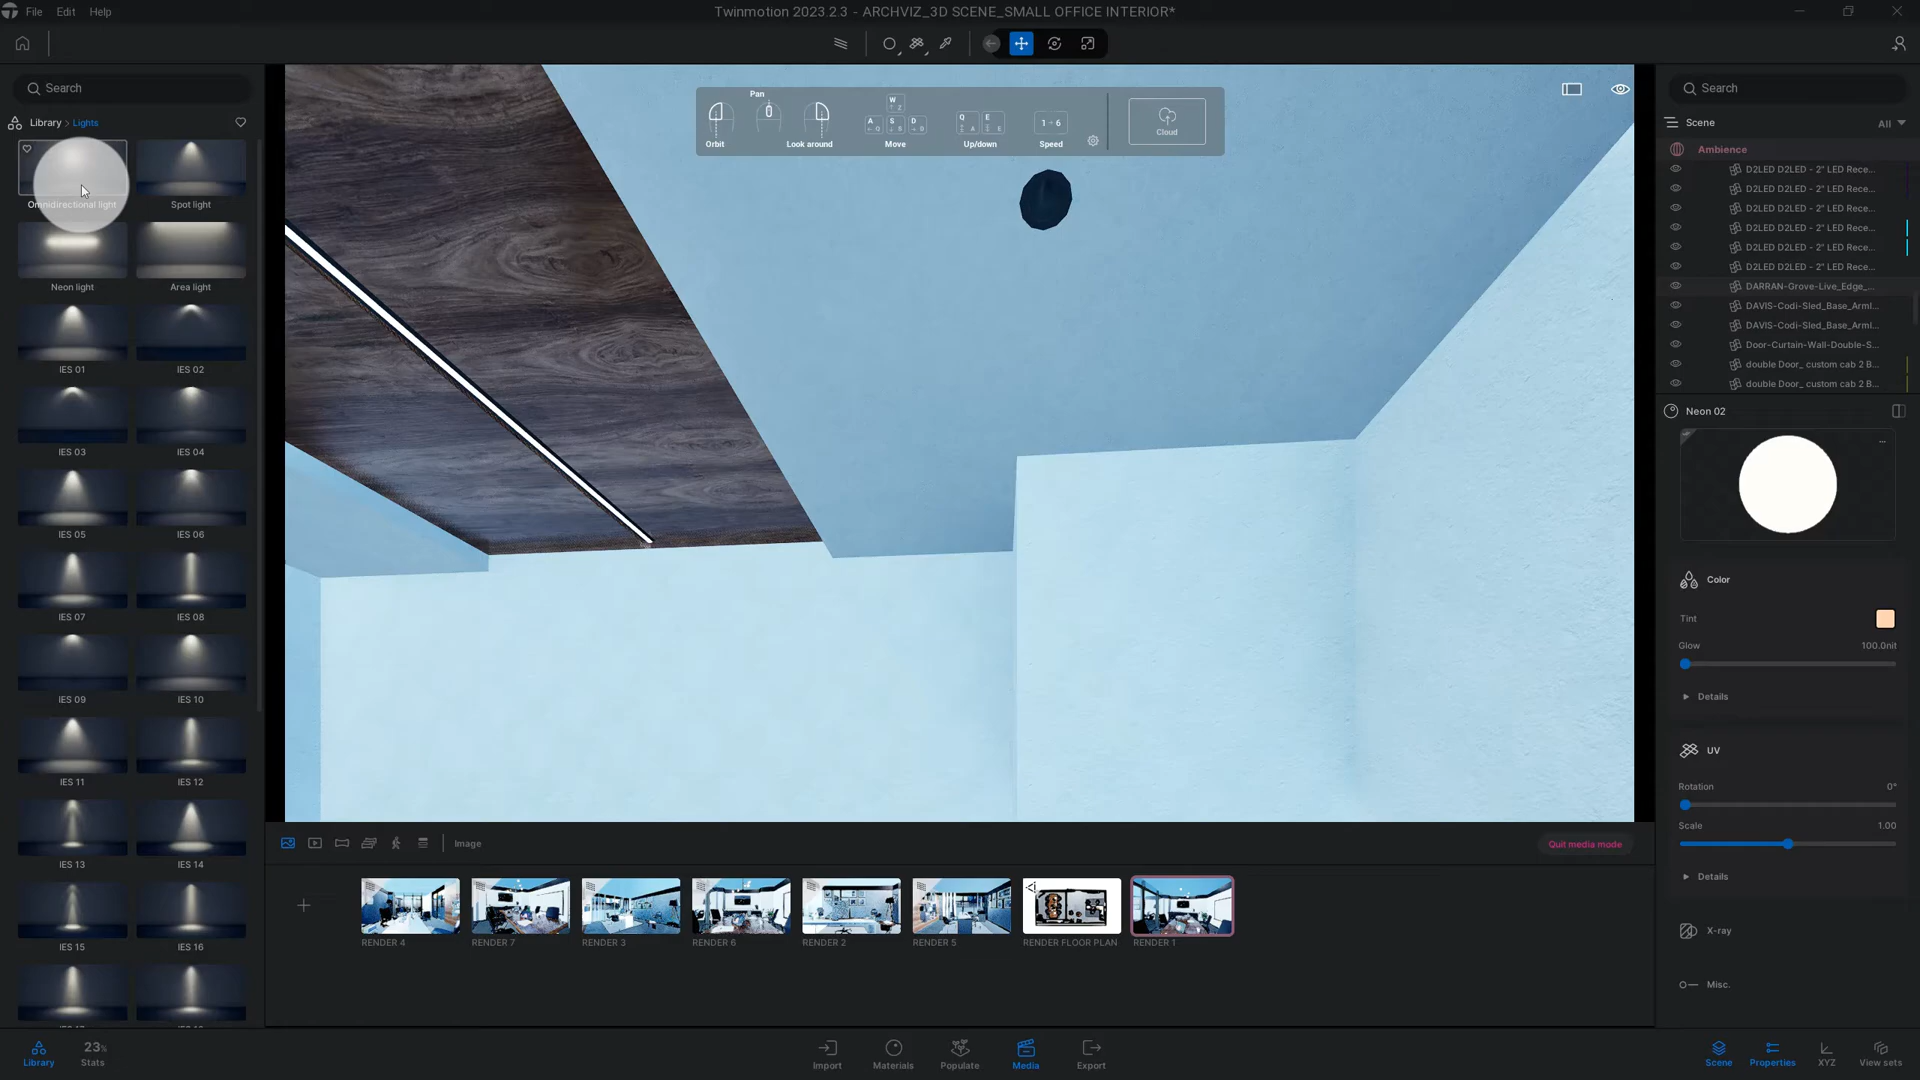 File Edit Help
Twinmotion 2023.2.3 - ARCHVIZ_3D SCENE_SMALL OFFICE INTERIOR*
Search
Library > Lights
Omnidirectional light
Spot light
Neon light
Area light
IES 01
IES 02
IES 03
IES 04
IES 05
IES 06
IES 07
IES 08
IES 09
IES 10
IES 11
IES 12
IES 13
IES 14
IES 15
IES 16
Orbit
Pan
Look around
W
A S D
Move
Q E
Up/down
1→6
Speed
Cloud
Image
Quit media mode
RENDER 4
RENDER 7
RENDER 3
RENDER 6
RENDER 2
RENDER 5
RENDER FLOOR PLAN
RENDER 1
Library
23%
Stats
Import
Materials
Populate
Media
Export
Search
Scene
All
Ambience
D2LED D2LED - 2" LED Rece...
D2LED D2LED - 2" LED Rece...
D2LED D2LED - 2" LED Rece...
D2LED D2LED - 2" LED Rece...
D2LED D2LED - 2" LED Rece...
D2LED D2LED - 2" LED Rece...
DARRAN-Grove-Live_Edge_...
DAVIS-Codi-Sled_Base_Arml...
DAVIS-Codi-Sled_Base_Arml...
Door-Curtain-Wall-Double-S...
double Door_ custom cab 2 B...
double Door_ custom cab 2 B...
Neon 02
Color
Tint
Glow 100.0nit
Details
UV
Rotation 0°
Scale 1.00
Details
X-ray
Misc.
Scene
Properties
XYZ
View sets